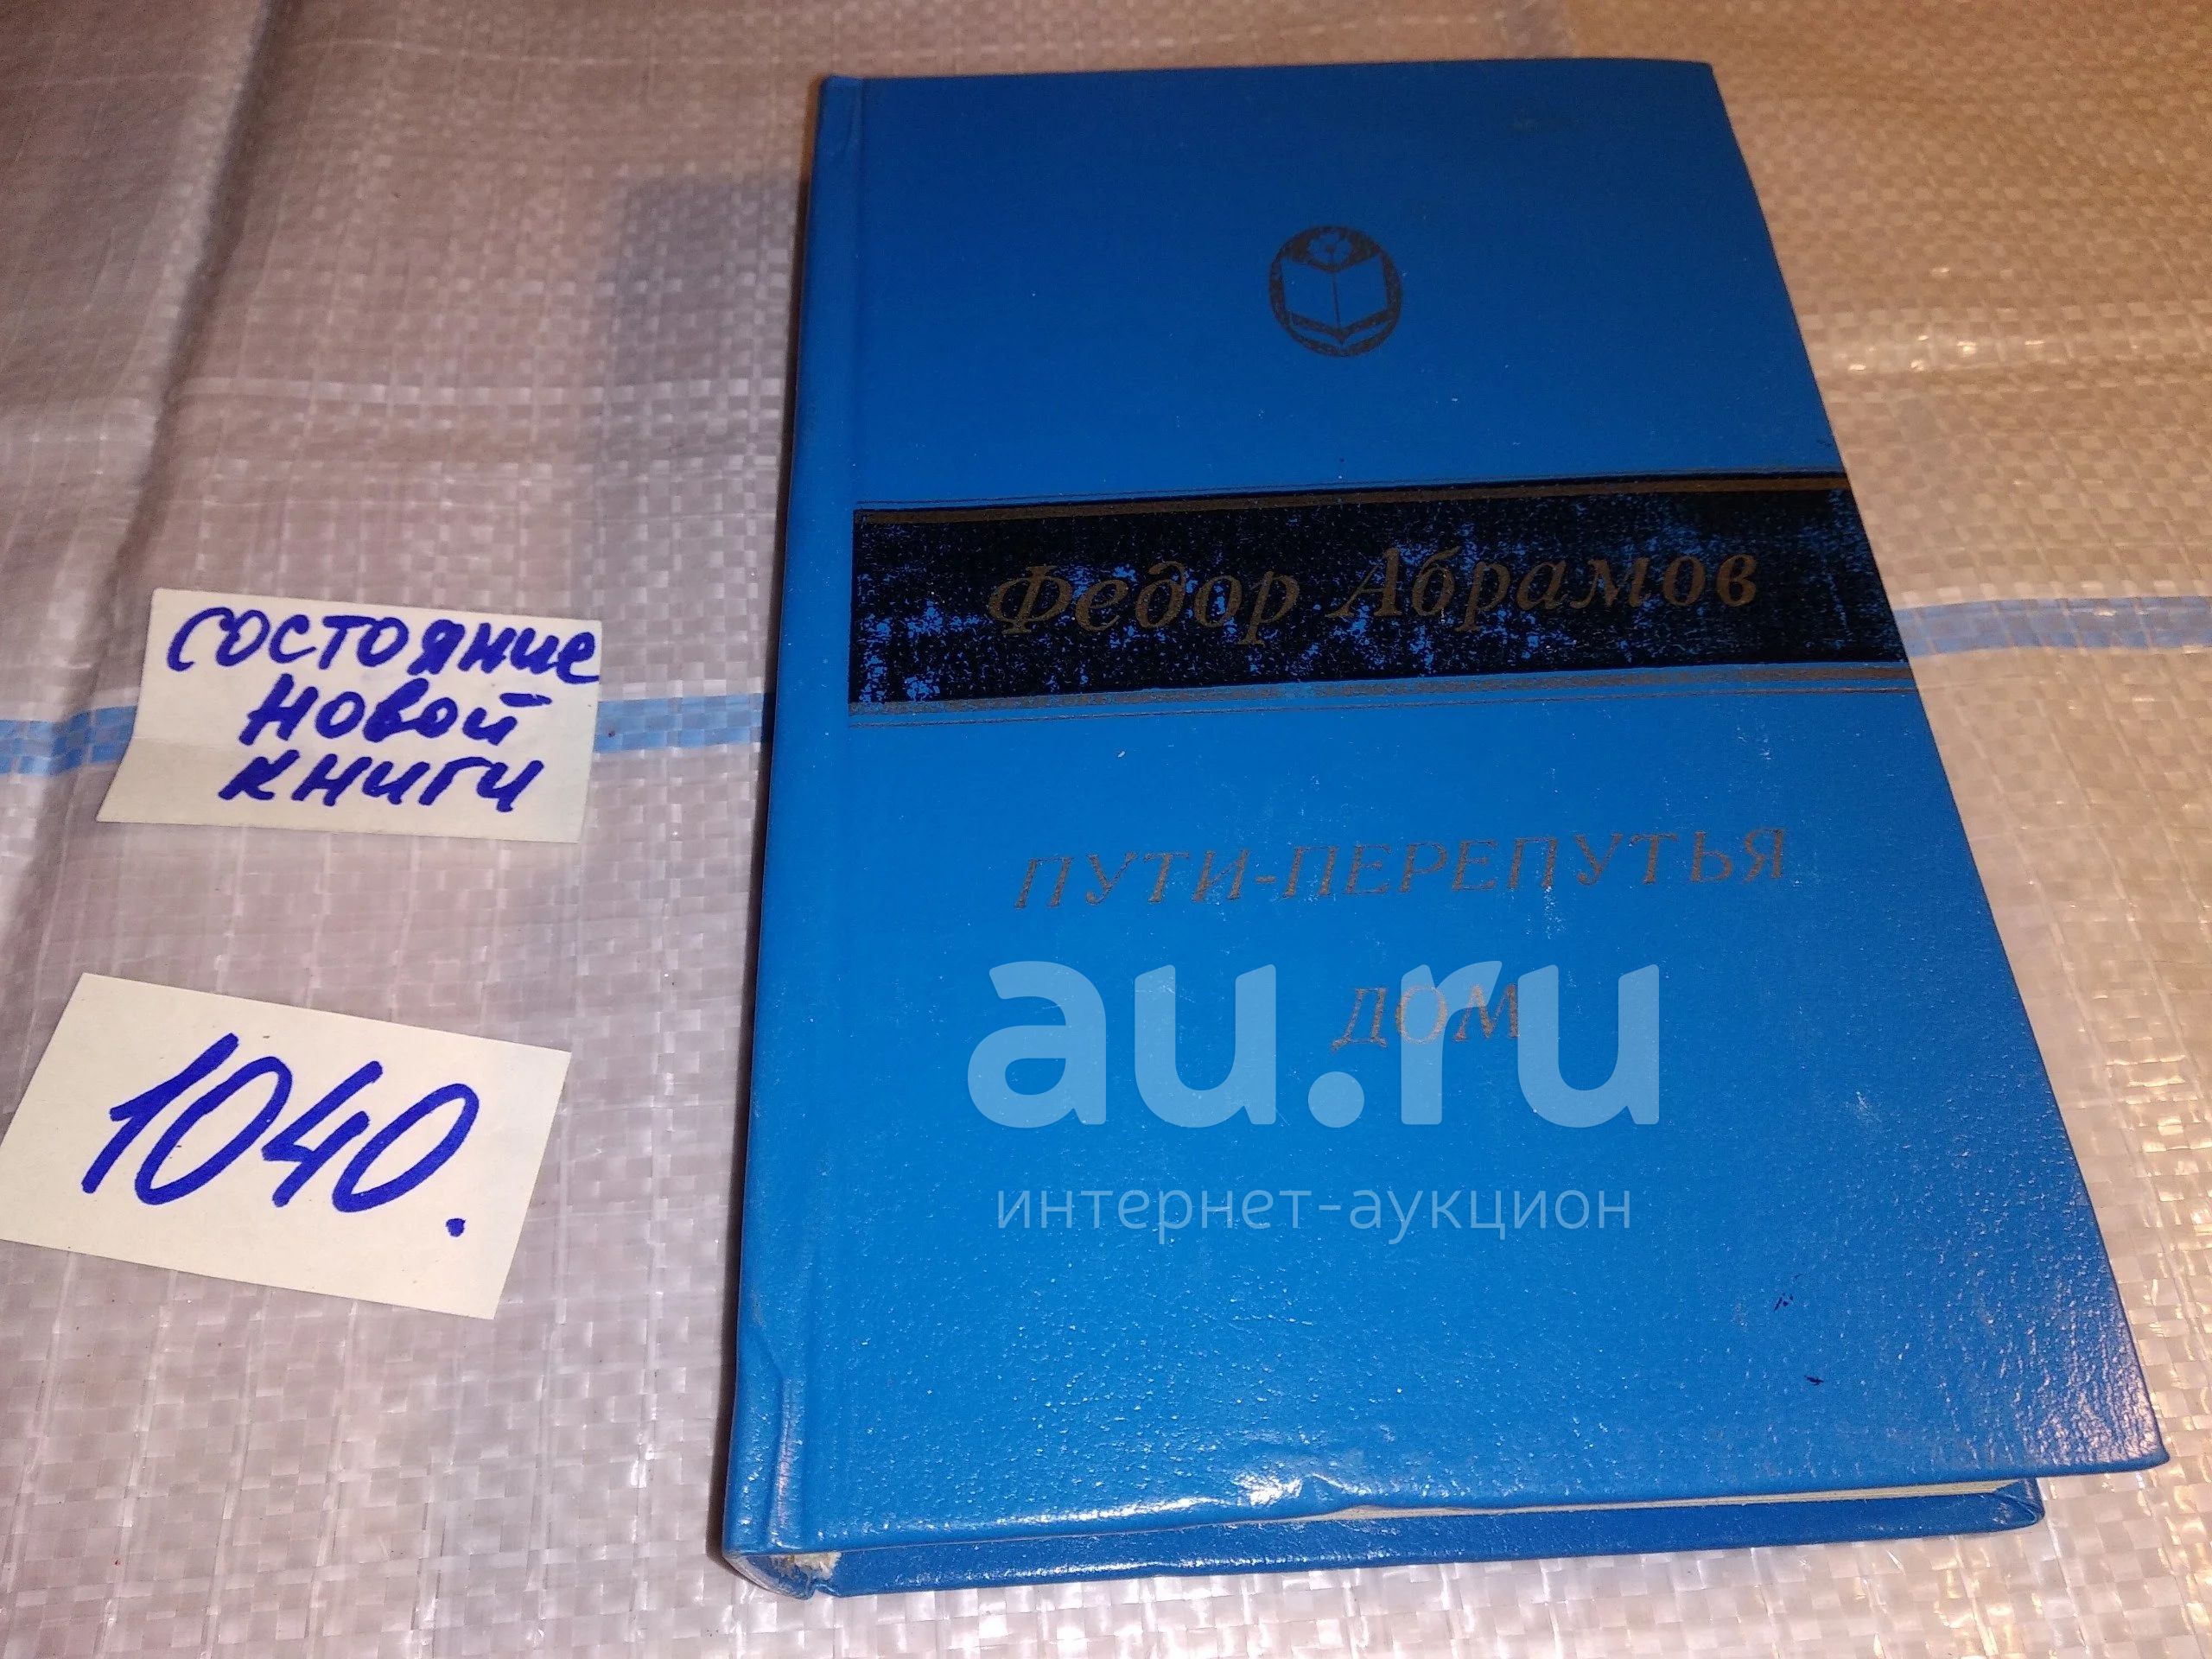 Федор Абрамов
ПУТИ-ПЕРЕПУТЬЯ
ДОМ
состояние
новой
книги
1040.
au.ru
интернет-аукцион